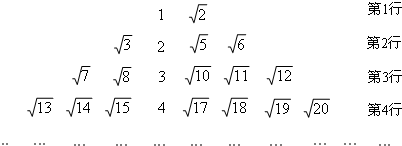 1 √2 第1行
√3 2 √5 √6 第2行
√7 √8 3 √10 √11 √12 第3行
√13 √14 √15 4 √17 √18 √19 √20 第4行
.. ... ... ... ... ... ... ... ... ... ...